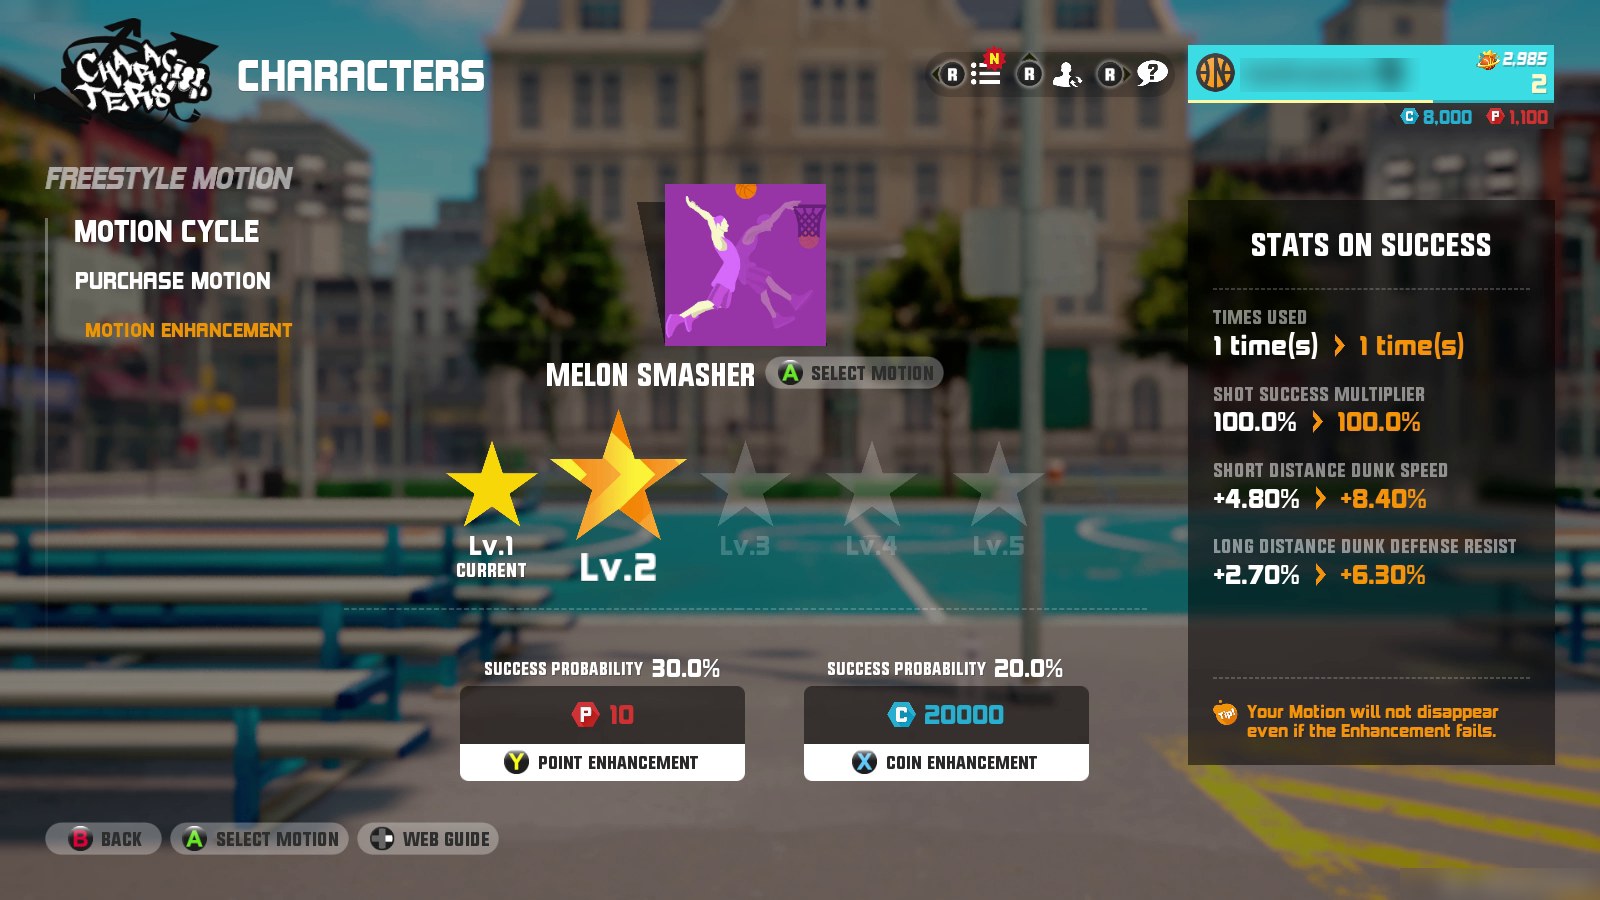 CHARACTERS
CHARACTERS
R
N
R
R
?
2,985
2
C 8,000
P 1,100
FREESTYLE MOTION
MOTION CYCLE
PURCHASE MOTION
MOTION ENHANCEMENT
MELON SMASHER
A SELECT MOTION
Lv.1
CURRENT
Lv.2
Lv.3
Lv.4
Lv.5
SUCCESS PROBABILITY 30.0%
P 10
Y POINT ENHANCEMENT
SUCCESS PROBABILITY 20.0%
C 20000
X COIN ENHANCEMENT
STATS ON SUCCESS
TIMES USED
1 time(s) 1 time(s)
SHOT SUCCESS MULTIPLIER
100.0% 100.0%
SHORT DISTANCE DUNK SPEED
+4.80% +8.40%
LONG DISTANCE DUNK DEFENSE RESIST
+2.70% +6.30%
Tip!
Your Motion will not disappear
even if the Enhancement fails.
B BACK
A SELECT MOTION
WEB GUIDE